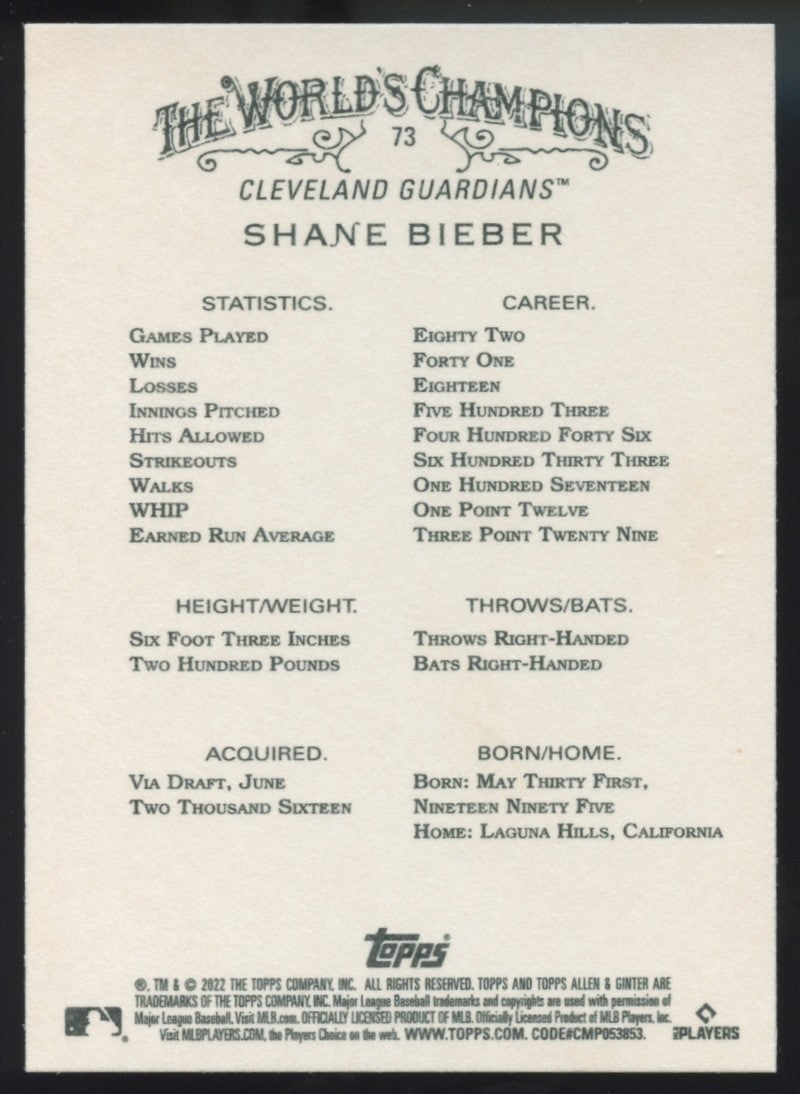 THE WORLD'S CHAMPIONS
73
CLEVELAND GUARDIANS™
SHANE BIEBER
STATISTICS.
GAMES PLAYED
WINS
LOSSES
INNINGS PITCHED
HITS ALLOWED
STRIKEOUTS
WALKS
WHIP
EARNED RUN AVERAGE
CAREER.
EIGHTY TWO
FORTY ONE
EIGHTEEN
FIVE HUNDRED THREE
FOUR HUNDRED FORTY SIX
SIX HUNDRED THIRTY THREE
ONE HUNDRED SEVENTEEN
ONE POINT TWELVE
THREE POINT TWENTY NINE
HEIGHT/WEIGHT.
SIX FOOT THREE INCHES
TWO HUNDRED POUNDS
THROWS/BATS.
THROWS RIGHT-HANDED
BATS RIGHT-HANDED
ACQUIRED.
VIA DRAFT, JUNE
TWO THOUSAND SIXTEEN
BORN/HOME.
BORN: MAY THIRTY FIRST,
NINETEEN NINETY FIVE
HOME: LAGUNA HILLS, CALIFORNIA
topps®
®, TM & © 2022 THE TOPPS COMPANY, INC. ALL RIGHTS RESERVED. TOPPS AND TOPPS ALLEN & GINTER ARE
TRADEMARKS OF THE TOPPS COMPANY, INC. Major League Baseball trademarks and copyrights are used with permission of
Major League Baseball. Visit MLB.com. OFFICIALLY LICENSED PRODUCT OF MLB. Officially Licensed Product of MLB Players, Inc.
Visit MLBPLAYERS.COM, the Players Choice on the web. WWW.TOPPS.COM. CODE#CMP053853.
MLB PLAYERS